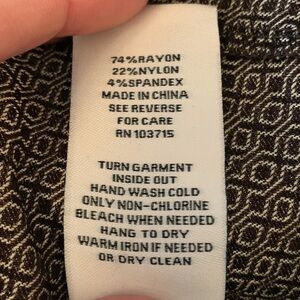 74%RAYON
22%NYLON
4%SPANDEX
MADE IN CHINA
SEE REVERSE
FOR CARE
RN 103715
TURN GARMENT
INSIDE OUT
HAND WASH COLD
ONLY NON-CHLORINE
BLEACH WHEN NEEDED
HANG TO DRY
WARM IRON IF NEEDED
OR DRY CLEAN